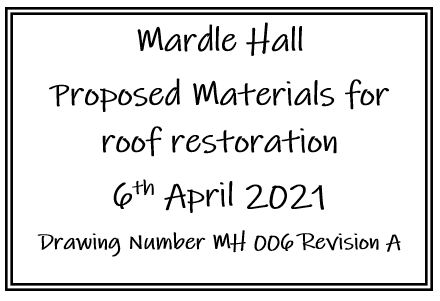 Mardle Hall
Proposed Materials for
roof restoration
6th April 2021
Drawing Number MH 006 Revision A